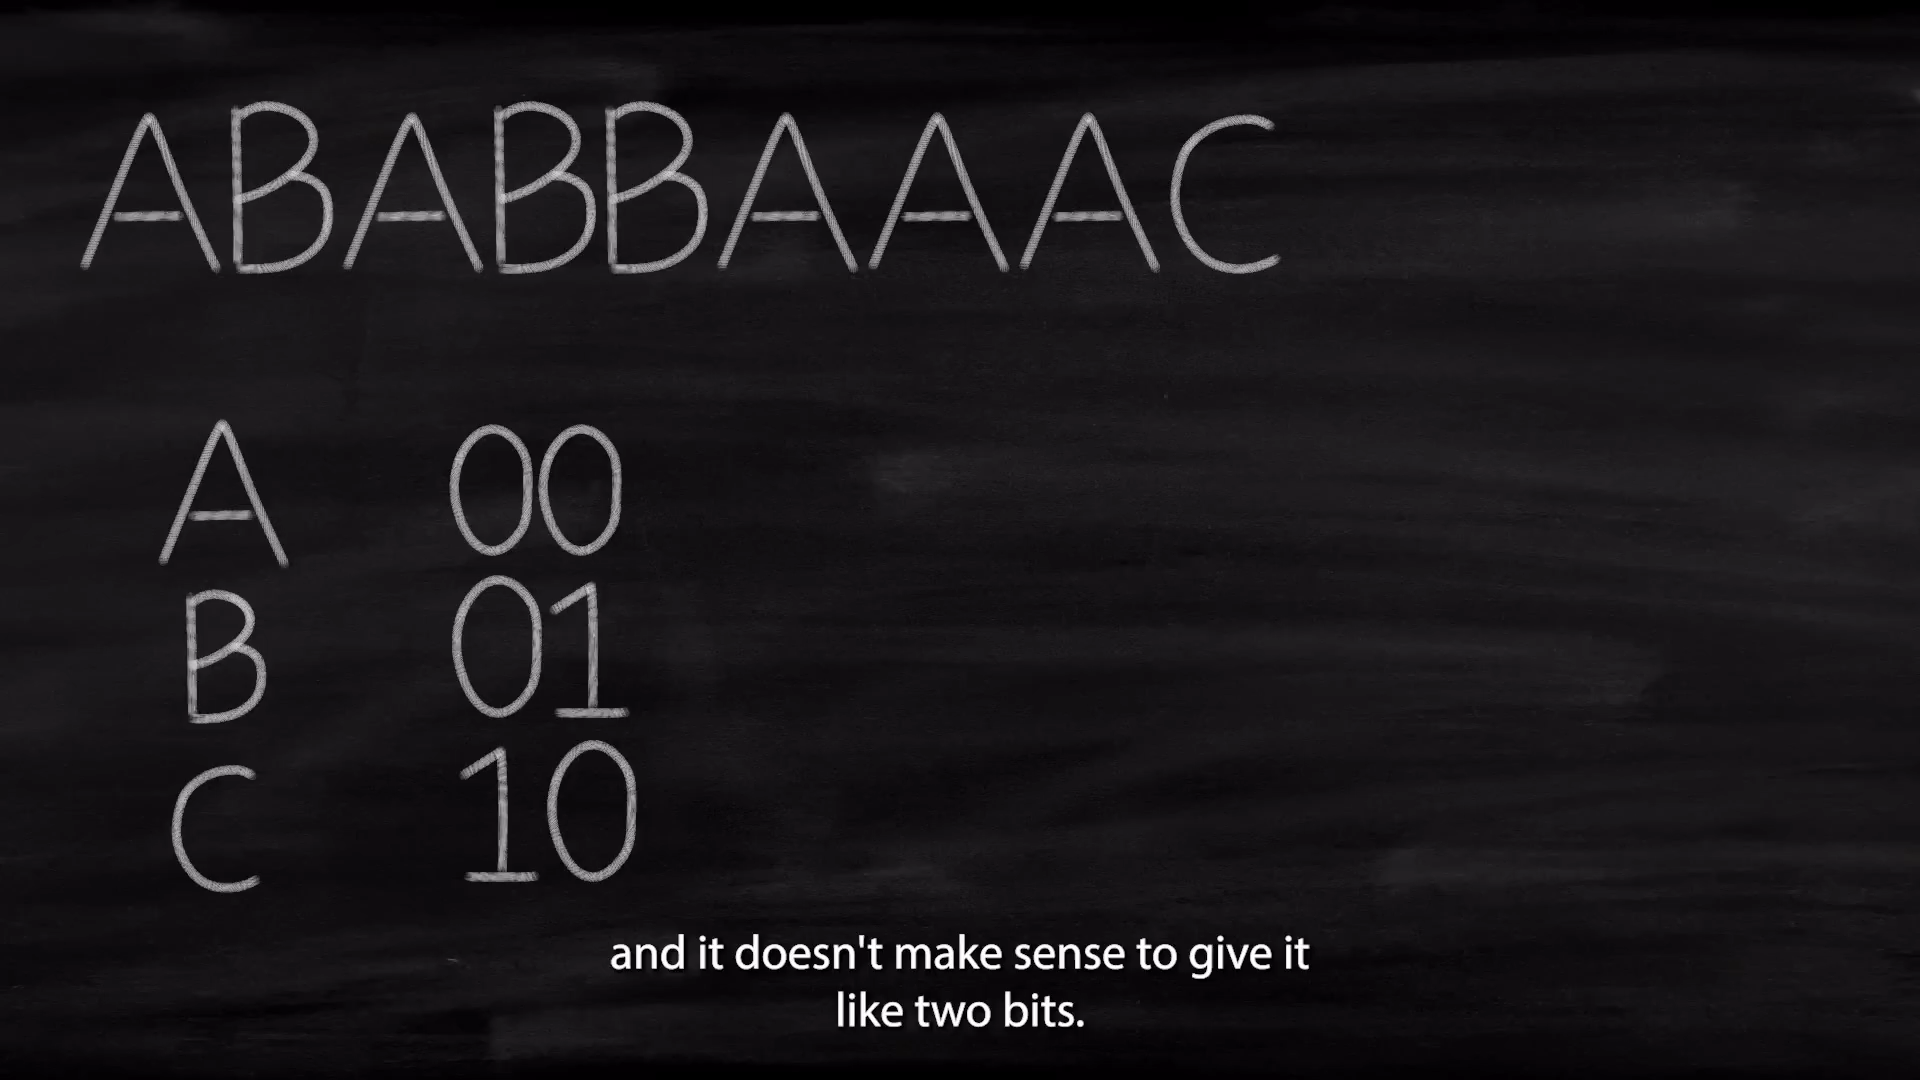 ABABBAAAC
A 00
B 01
C 10
and it doesn't make sense to give it
like two bits.